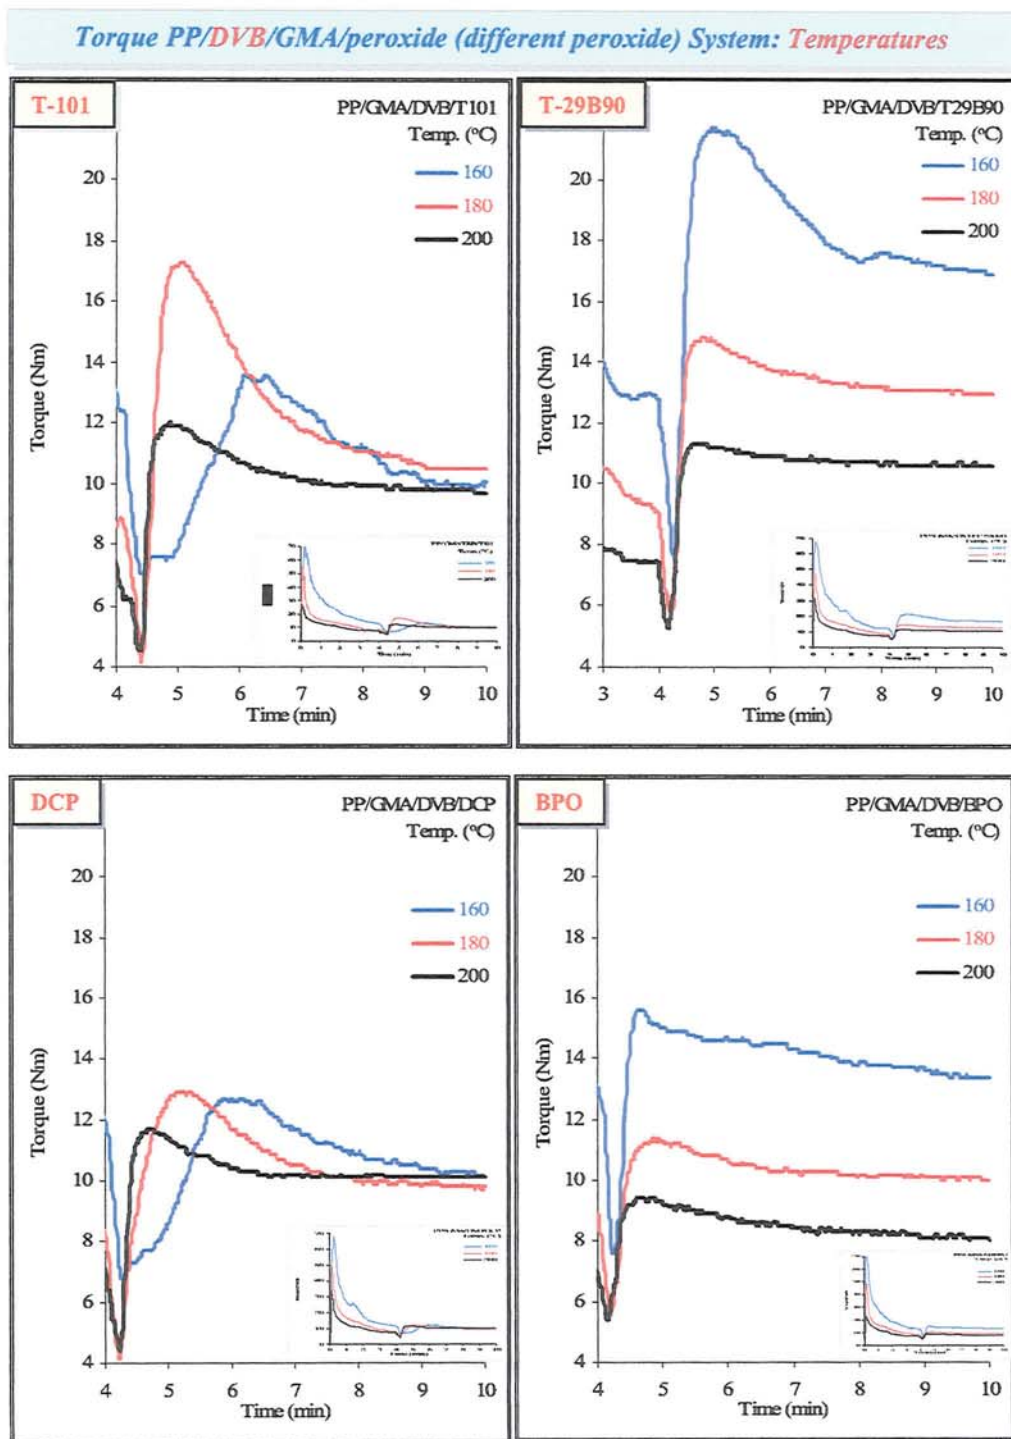 Torque PP/DVB/GMA/peroxide (different peroxide) System: Temperatures
T-101
PP/GMA/DVB/T101
Temp. (°C)
160
180
200
20
18
16
14
12
10
8
6
4
Torque (Nm)
4 5 6 7 8 9 10
Time (min)
T-29B90
PP/GMA/DVB/T29B90
Temp. (°C)
160
180
200
20
18
16
14
12
10
8
6
4
Torque (Nm)
3 4 5 6 7 8 9 10
Time (min)
DCP
PP/GMA/DVB/DCP
Temp. (°C)
160
180
200
20
18
16
14
12
10
8
6
4
Torque (Nm)
4 5 6 7 8 9 10
Time (min)
BPO
PP/GMA/DVB/BPO
Temp. (°C)
160
180
200
20
18
16
14
12
10
8
6
4
Torque (Nm)
4 5 6 7 8 9 10
Time (min)